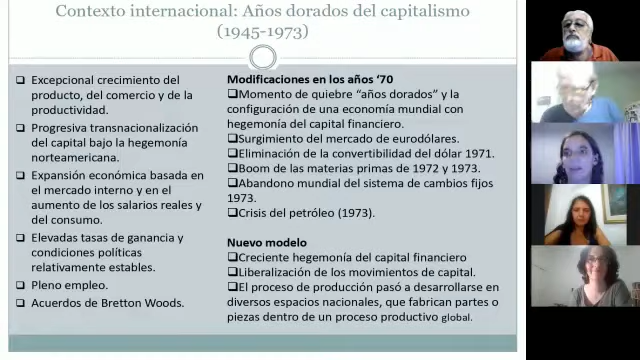 Contexto internacional: Años dorados del capitalismo
(1945-1973)
Excepcional crecimiento del
producto, del comercio y de la
productividad.
Progresiva transnacionalización
del capital bajo la hegemonía
norteamericana.
Expansión económica basada en
el mercado interno y en el
aumento de los salarios reales y
del consumo.
Elevadas tasas de ganancia y
condiciones políticas
relativamente estables.
Pleno empleo.
Acuerdos de Bretton Woods.
Modificaciones en los años ‘70
Momento de quiebre “años dorados” y la
configuración de una economía mundial con
hegemonía del capital financiero.
Surgimiento del mercado de eurodólares.
Eliminación de la convertibilidad del dólar 1971.
Boom de las materias primas de 1972 y 1973.
Abandono mundial del sistema de cambios fijos
1973.
Crisis del petróleo (1973).
Nuevo modelo
Creciente hegemonía del capital financiero
Liberalización de los movimientos de capital.
El proceso de producción pasó a desarrollarse en
diversos espacios nacionales, que fabrican partes o
piezas dentro de un proceso productivo global.